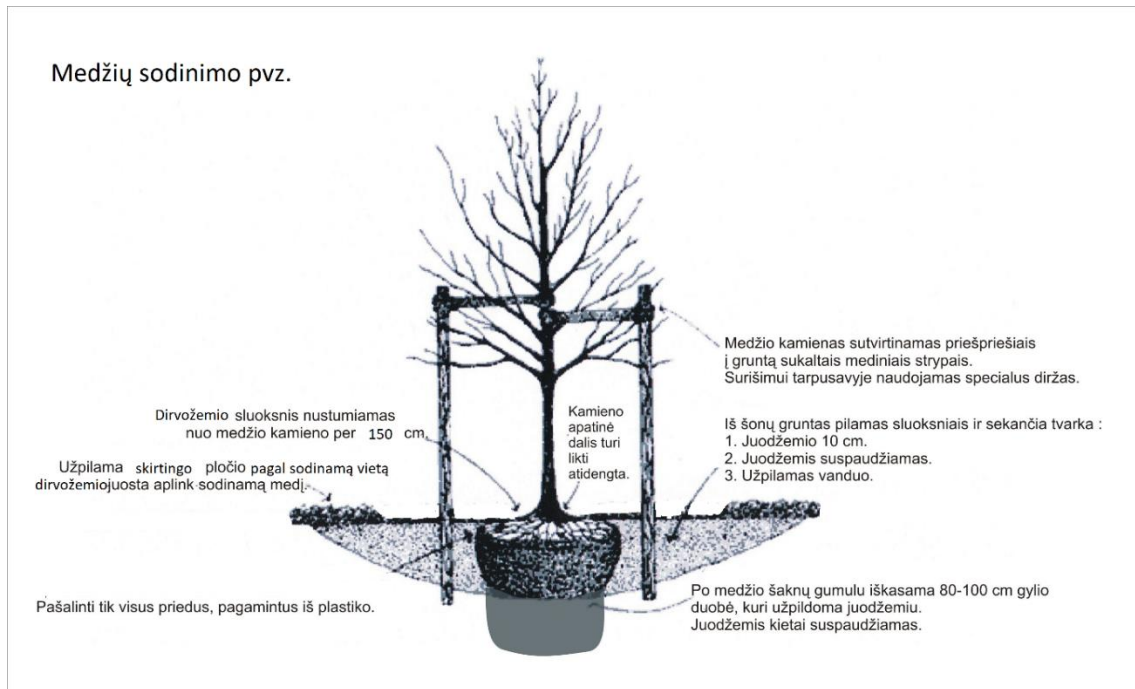 Medžių sodinimo pvz.
Medžio kamienas sutvirtinamas priešpriešiais
į gruntą sukaltais mediniais strypais.
Surišimui tarpusavyje naudojamas specialus diržas.
Dirvožemio sluoksnis nustumiamas
nuo medžio kamieno per 150 cm.
Kamieno
apatinė
dalis turi
likti
atidengta.
Iš šonų gruntas pilamas sluoksniais ir sekančia tvarka :
1. Juodžemio 10 cm.
2. Juodžemis suspaudžiamas.
3. Užpilamas vanduo.
Užpilama skirtingo pločio pagal sodinamą vietą
dirvožemiojuosta aplink sodinamą medį.
Pašalinti tik visus priedus, pagamintus iš plastiko.
Po medžio šaknų gumulu iškasama 80-100 cm gylio
duobė, kuri užpildoma juodžemiu.
Juodžemis kietai suspaudžiamas.